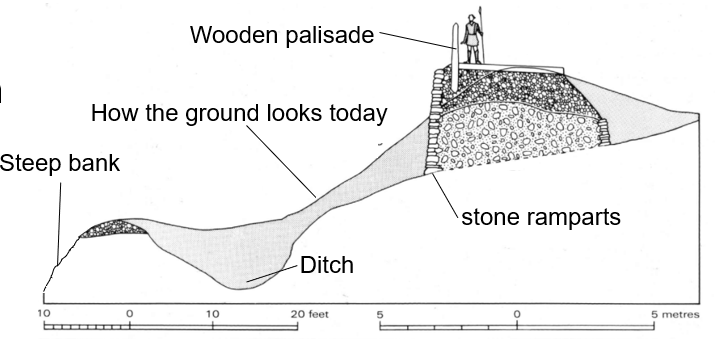 Wooden palisade
How the ground looks today
Steep bank
stone ramparts
Ditch
10 0 10 20 feet 5 0 5 metres